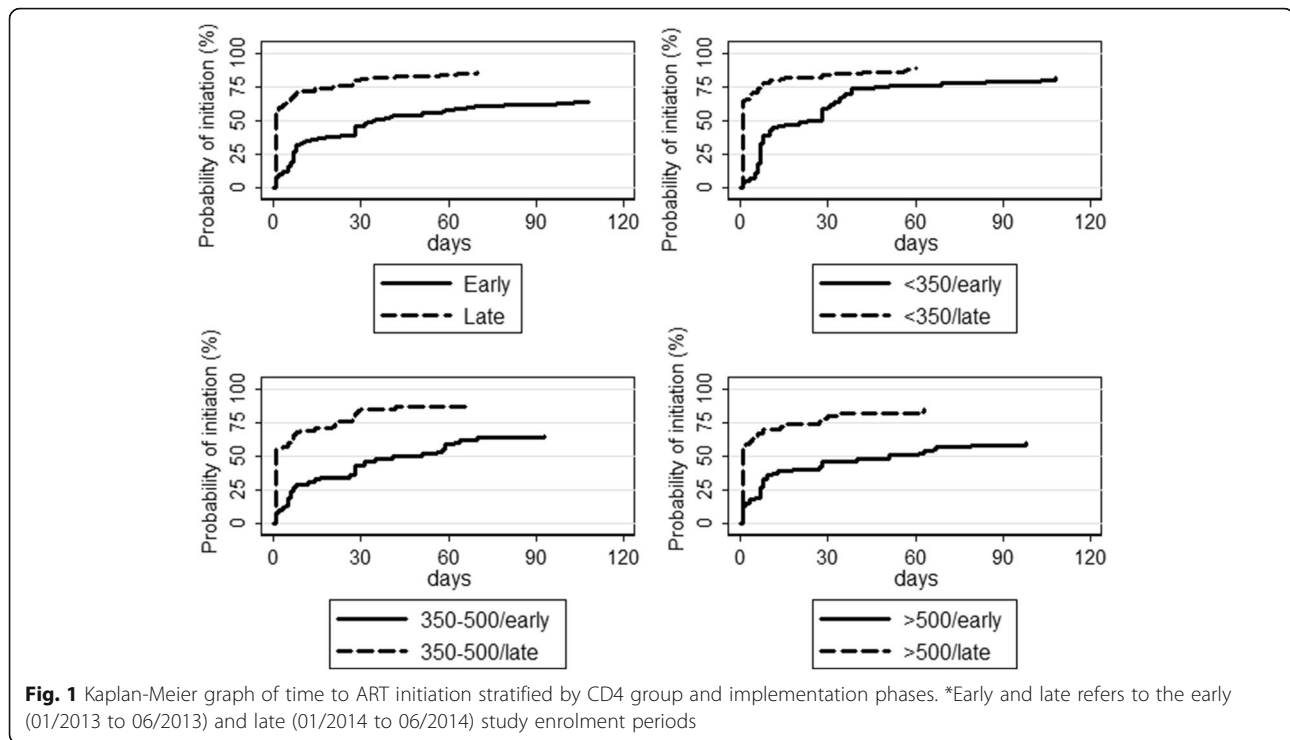 Probability of initiation (%)
0 25 50 75 100
0 30 60 90 120
days
Early
Late
Probability of initiation (%)
0 25 50 75 100
0 30 60 90 120
days
<350/early
<350/late
Probability of initiation (%)
0 25 50 75 100
0 30 60 90 120
days
350-500/early
350-500/late
Probability of initiation (%)
0 25 50 75 100
0 30 60 90 120
days
>500/early
>500/late
Fig. 1 Kaplan-Meier graph of time to ART initiation stratified by CD4 group and implementation phases. *Early and late refers to the early
(01/2013 to 06/2013) and late (01/2014 to 06/2014) study enrolment periods